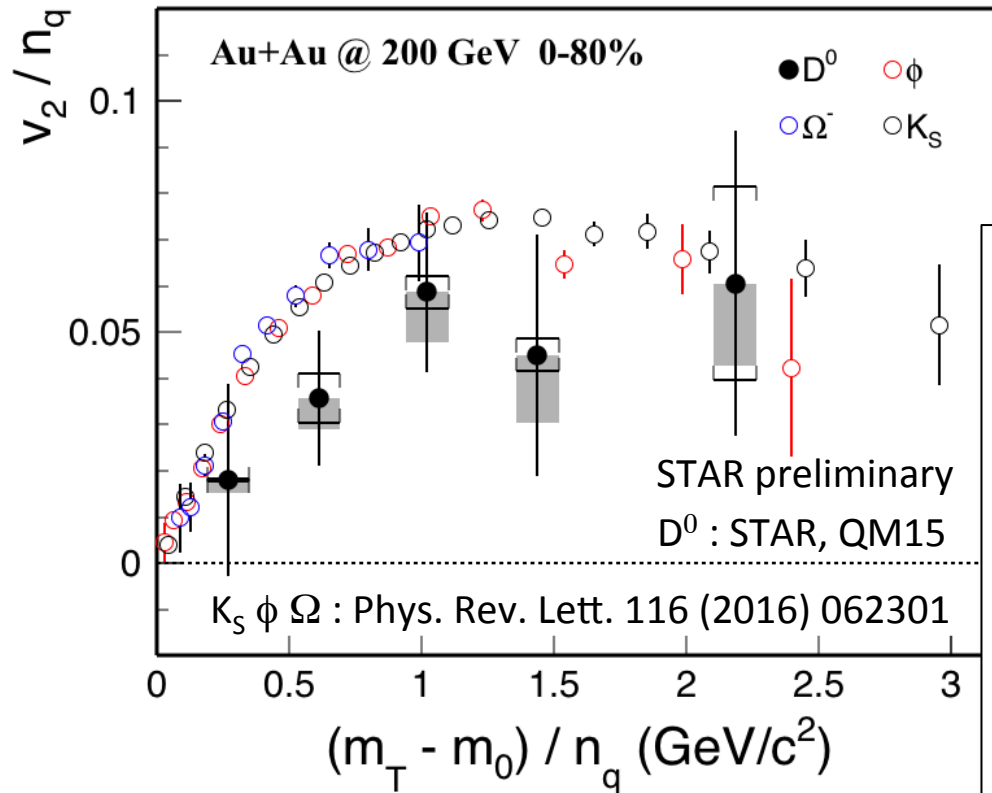 Au+Au @ 200 GeV 0-80%
D⁰ ϕ
Ω⁻ K_S
v₂ / n_q
0.1
0.05
0
STAR preliminary
D⁰ : STAR, QM15
K_S ϕ Ω : Phys. Rev. Lett. 116 (2016) 062301
0 0.5 1 1.5 2 2.5 3
(m_T - m₀) / n_q (GeV/c²)